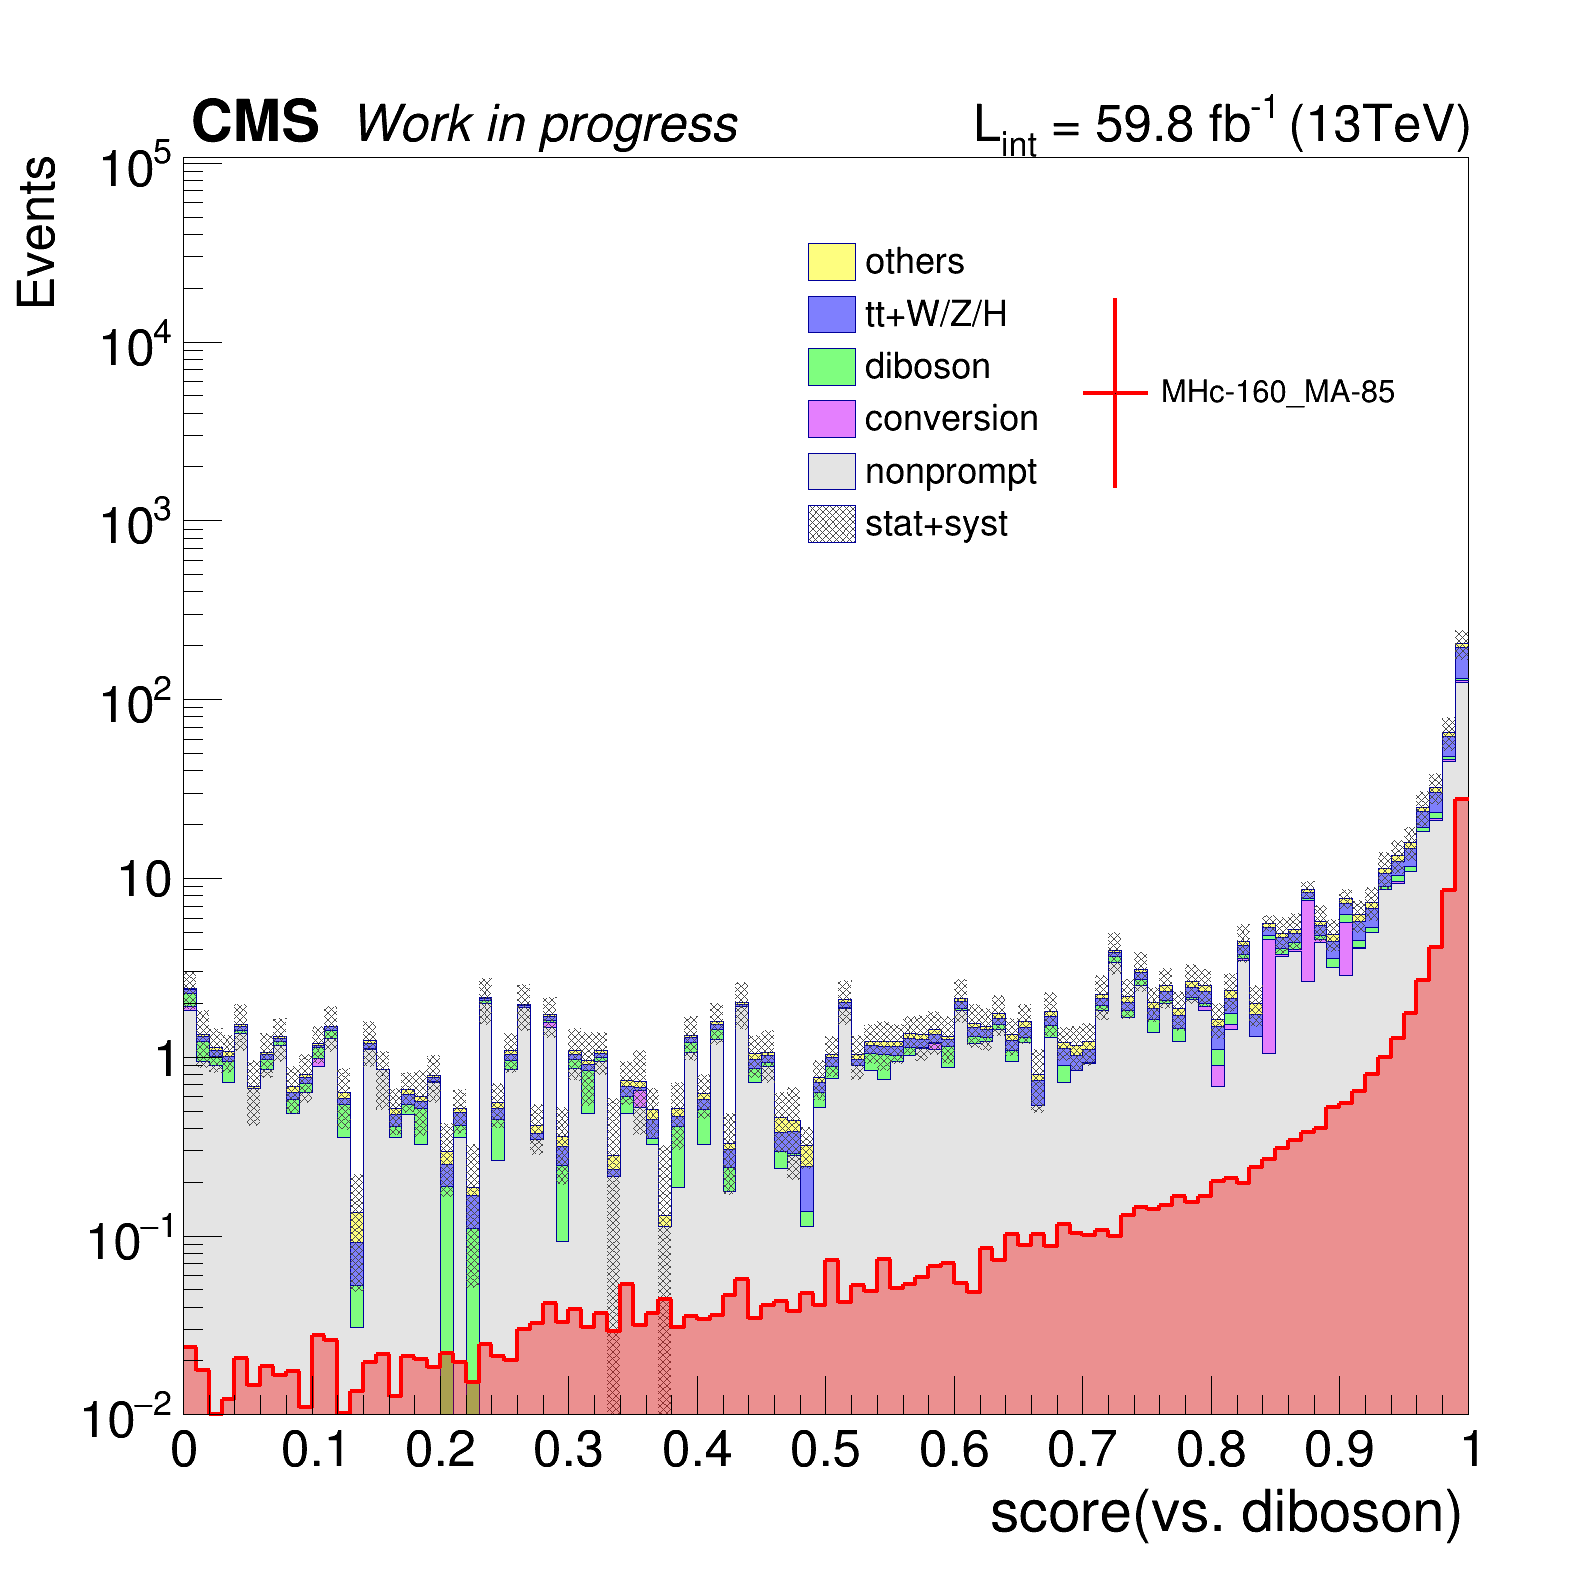 CMS Work in progress L_int = 59.8 fb^-1 (13TeV)
Events
10^5
10^4
10^3
10^2
10
1
10^−1
10^−2
others
tt+W/Z/H
diboson
conversion
nonprompt
stat+syst
MHc-160_MA-85
0 0.1 0.2 0.3 0.4 0.5 0.6 0.7 0.8 0.9 1
score(vs. diboson)